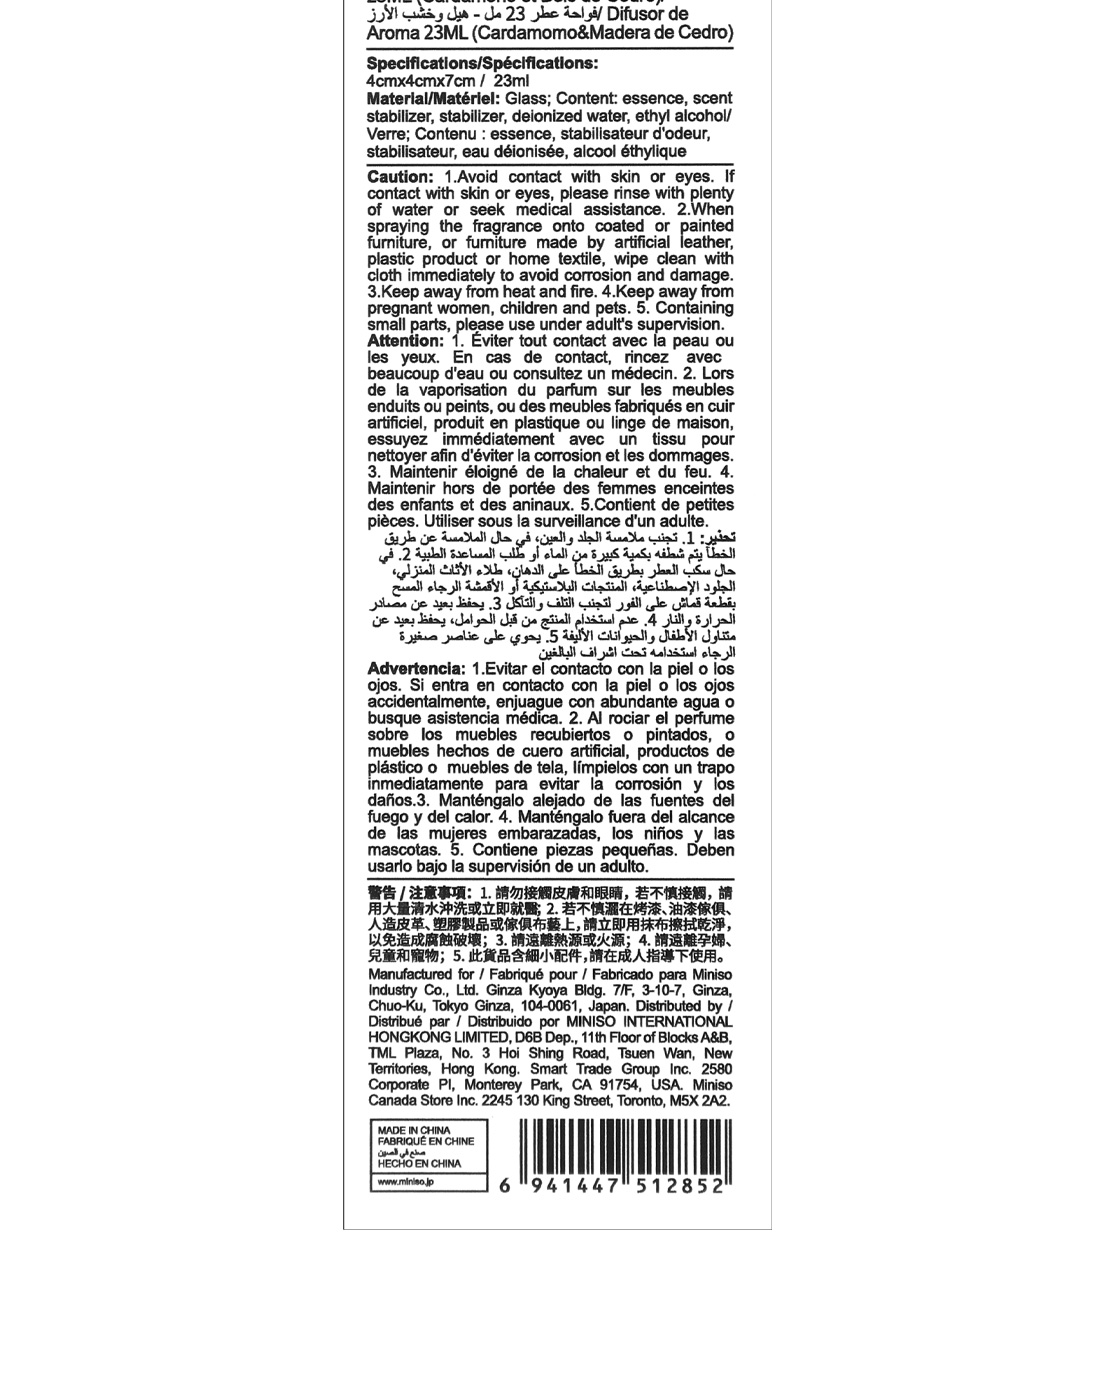 23ML (Cardamome et Bois de Cèdre).
فواحة عطر 23 مل - هيل وخشب الأرز/ Difusor de
Aroma 23ML (Cardamomo&Madera de Cedro)
Specifications/Spécifications:
4cmx4cmx7cm / 23ml
Material/Matériel: Glass; Content: essence, scent
stabilizer, stabilizer, deionized water, ethyl alcohol/
Verre; Contenu : essence, stabilisateur d'odeur,
stabilisateur, eau déionisée, alcool éthylique
Caution: 1.Avoid contact with skin or eyes. If
contact with skin or eyes, please rinse with plenty
of water or seek medical assistance. 2.When
spraying the fragrance onto coated or painted
furniture, or furniture made by artificial leather,
plastic product or home textile, wipe clean with
cloth immediately to avoid corrosion and damage.
3.Keep away from heat and fire. 4.Keep away from
pregnant women, children and pets. 5. Containing
small parts, please use under adult's supervision.
Attention: 1. Éviter tout contact avec la peau ou
les yeux. En cas de contact, rincez avec
beaucoup d'eau ou consultez un médecin. 2. Lors
de la vaporisation du parfum sur les meubles
enduits ou peints, ou des meubles fabriqués en cuir
artificiel, produit en plastique ou linge de maison,
essuyez immédiatement avec un tissu pour
nettoyer afin d'éviter la corrosion et les dommages.
3. Maintenir éloigné de la chaleur et du feu. 4.
Maintenir hors de portée des femmes enceintes
des enfants et des aninaux. 5.Contient de petites
pièces. Utiliser sous la surveillance d'un adulte.
تحذير: 1. تجنب ملامسة الجلد والعين، في حال الملامسة عن طريق
الخطأ يتم شطفه بكمية كبيرة من الماء أو طلب المساعدة الطبية 2. في
حال سكب العطر بطريق الخطأ على الدهان، طلاء الأثاث المنزلي،
الجلود الإصطناعية، المنتجات البلاستيكية أو الأقمشة الرجاء المسح
بقطعة قماش على الفور لتجنب التلف والتآكل 3. يحفظ بعيد عن مصادر
الحرارة والنار 4. عدم استخدام المنتج من قبل الحوامل، يحفظ بعيد عن
متناول الأطفال والحيوانات الأليفة 5. يحوي على عناصر صغيرة
الرجاء استخدامه تحت اشراف البالغين
Advertencia: 1.Evitar el contacto con la piel o los
ojos. Si entra en contacto con la piel o los ojos
accidentalmente, enjuague con abundante agua o
busque asistencia médica. 2. Al rociar el perfume
sobre los muebles recubiertos o pintados, o
muebles hechos de cuero artificial, productos de
plástico o muebles de tela, límpielos con un trapo
inmediatamente para evitar la corrosión y los
daños.3. Manténgalo alejado de las fuentes del
fuego y del calor. 4. Manténgalo fuera del alcance
de las mujeres embarazadas, los niños y las
mascotas. 5. Contiene piezas pequeñas. Deben
usarlo bajo la supervisión de un adulto.
警告 / 注意事項：1. 請勿接觸皮膚和眼睛，若不慎接觸，請
用大量清水沖洗或立即就醫；2. 若不慎灑在烤漆、油漆傢俱、
人造皮革、塑膠製品或傢俱布藝上，請立即用抹布擦拭乾淨，
以免造成腐蝕破壞；3. 請遠離熱源或火源；4. 請遠離孕婦、
兒童和寵物；5. 此貨品含細小配件，請在成人指導下使用。
Manufactured for / Fabriqué pour / Fabricado para Miniso
Industry Co., Ltd. Ginza Kyoya Bldg. 7/F, 3-10-7, Ginza,
Chuo-Ku, Tokyo Ginza, 104-0061, Japan. Distributed by /
Distribué par / Distribuido por MINISO INTERNATIONAL
HONGKONG LIMITED, D6B Dep., 11th Floor of Blocks A&B,
TML Plaza, No. 3 Hoi Shing Road, Tsuen Wan, New
Territories, Hong Kong. Smart Trade Group Inc. 2580
Corporate Pl, Monterey Park, CA 91754, USA. Miniso
Canada Store Inc. 2245 130 King Street, Toronto, M5X 2A2.
MADE IN CHINA
FABRIQUÉ EN CHINE
صنع في الصين
HECHO EN CHINA
www.miniso.jp
6 941447 512852